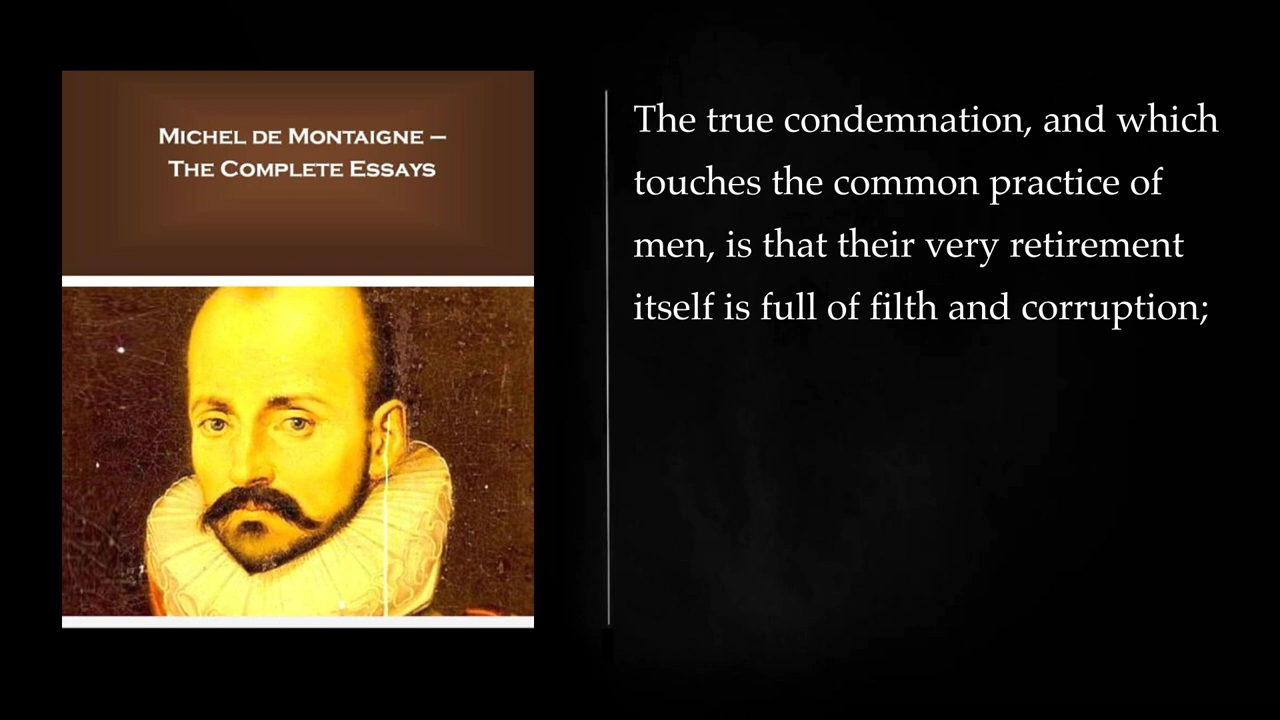 MICHEL DE MONTAIGNE –
THE COMPLETE ESSAYS
The true condemnation, and which
touches the common practice of
men, is that their very retirement
itself is full of filth and corruption;